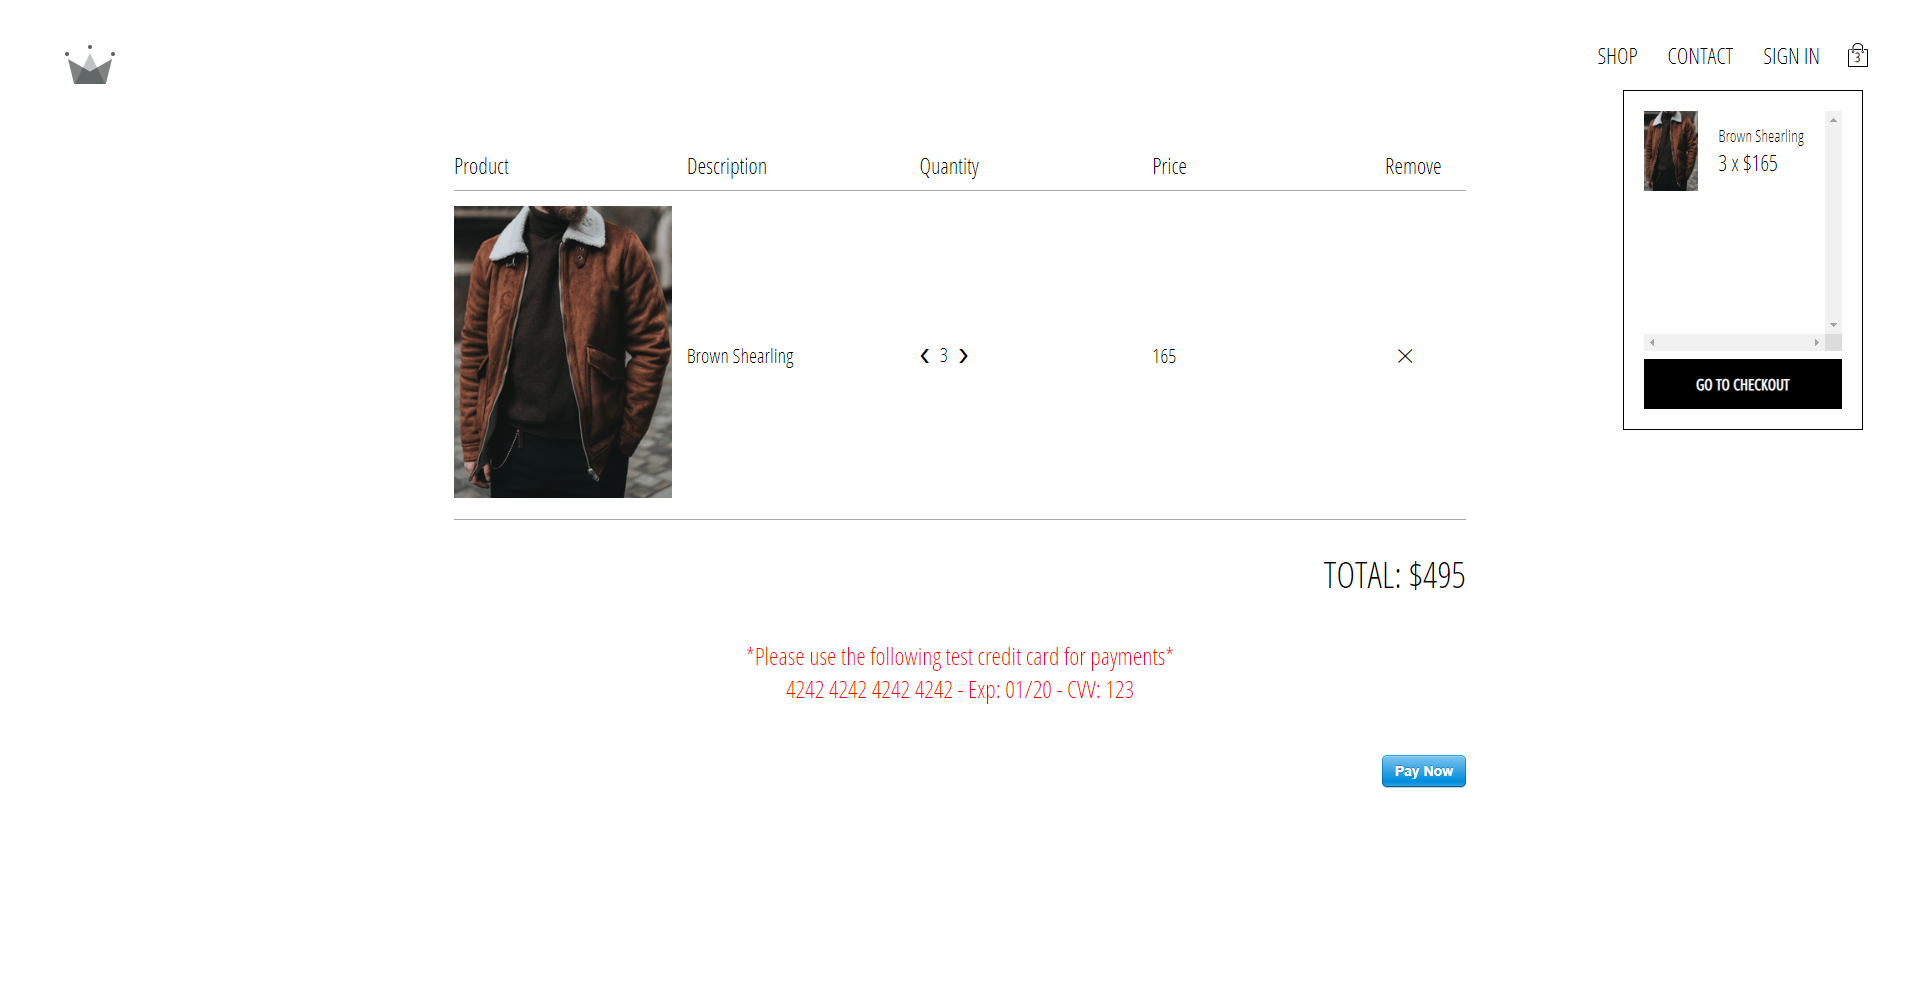 SHOP CONTACT SIGN IN 3
Brown Shearling
3 x $165
GO TO CHECKOUT
Product Description Quantity Price Remove
Brown Shearling ❮ 3 ❯ 165 ✕
TOTAL: $495
*Please use the following test credit card for payments*
4242 4242 4242 4242 - Exp: 01/20 - CVV: 123
Pay Now